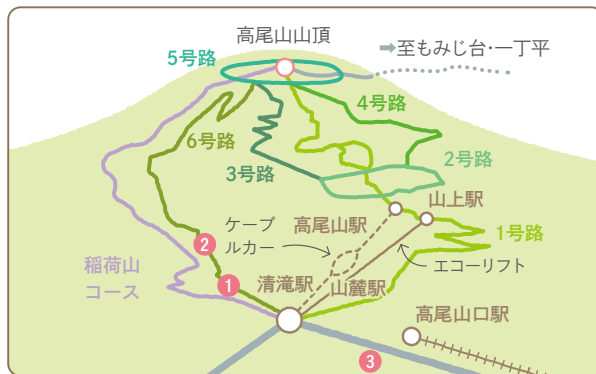 高尾山山頂
➡至もみじ台・一丁平
5号路
4号路
6号路
3号路
2号路
山上駅
高尾山駅
ケーブ
ルカー
1号路
2
エコーリフト
稲荷山
コース
1
清滝駅
山麓駅
高尾山口駅
3